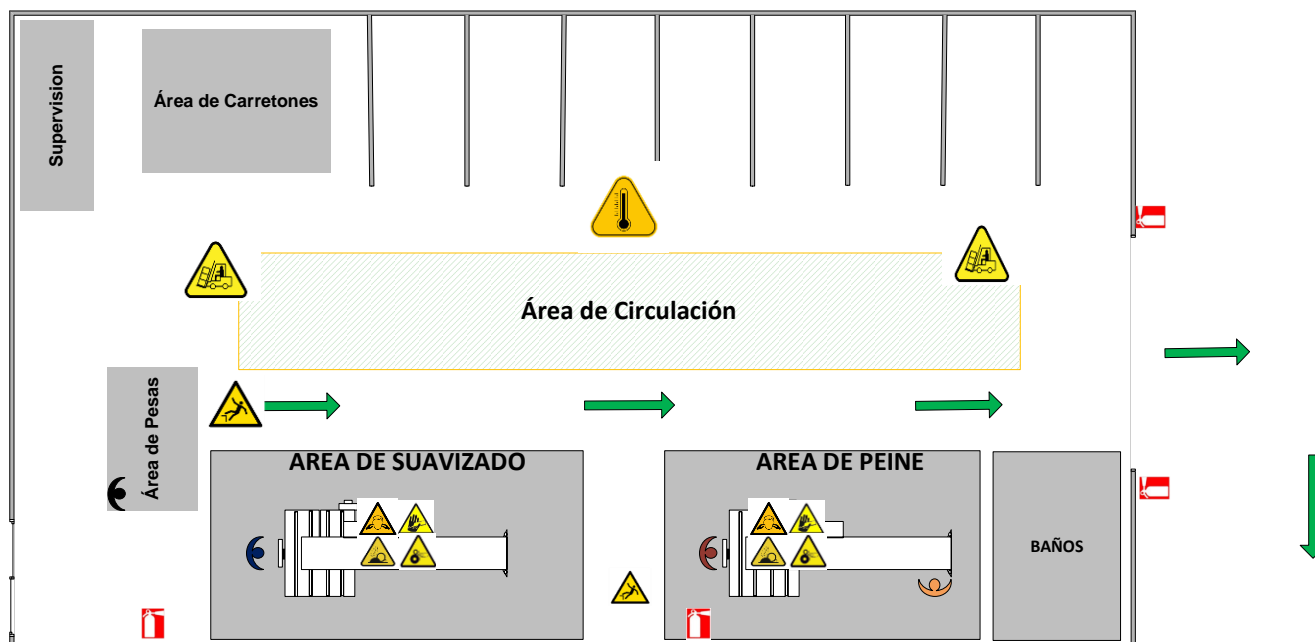 Supervision
Área de Carretones
Área de Circulación
Área de Pesas
AREA DE SUAVIZADO
AREA DE PEINE
BAÑOS